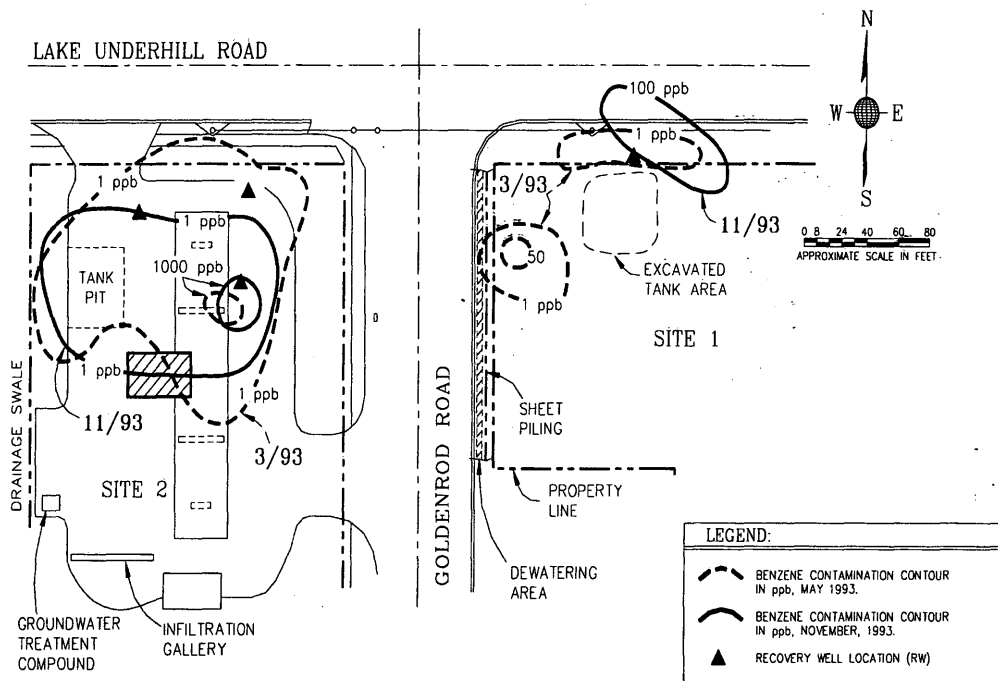 LAKE UNDERHILL ROAD
N
W
E
S
100 ppb
1 ppb
3/93
11/93
0 8 24 40 60 80
APPROXIMATE SCALE IN FEET
1 ppb
1 ppb
1000 ppb
TANK
PIT
50
1 ppb
EXCAVATED
TANK AREA
SITE 1
1 ppb
1 ppb
11/93
3/93
DRAINAGE SWALE
SITE 2
GOLDENROD ROAD
SHEET
PILING
PROPERTY
LINE
DEWATERING
AREA
GROUNDWATER
TREATMENT
COMPOUND
INFILTRATION
GALLERY
LEGEND:
BENZENE CONTAMINATION CONTOUR
IN ppb, MAY 1993.
BENZENE CONTAMINATION CONTOUR
IN ppb, NOVEMBER, 1993.
RECOVERY WELL LOCATION (RW)